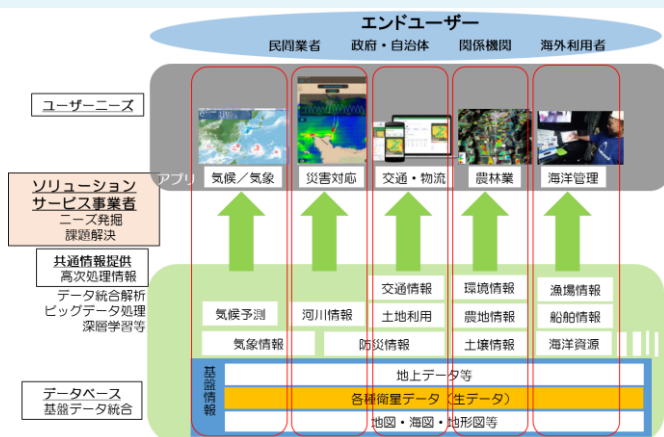 エンドユーザー
民間業者 政府・自治体 関係機関 海外利用者
ユーザーニーズ
アプリ
気候/気象 災害対応 交通・物流 農林業 海洋管理
ソリューション
サービス事業者
ニーズ発掘
課題解決
共通情報提供
高次処理情報
データ統合解析
ビッグデータ処理
深層学習等
交通情報 環境情報 漁場情報
気候予測 河川情報 土地利用 農地情報 船舶情報
気象情報 防災情報 土壌情報 海洋資源
データベース
基盤データ統合
基盤情報
地上データ等
各種衛星データ(生データ)
地図・海図・地形図等